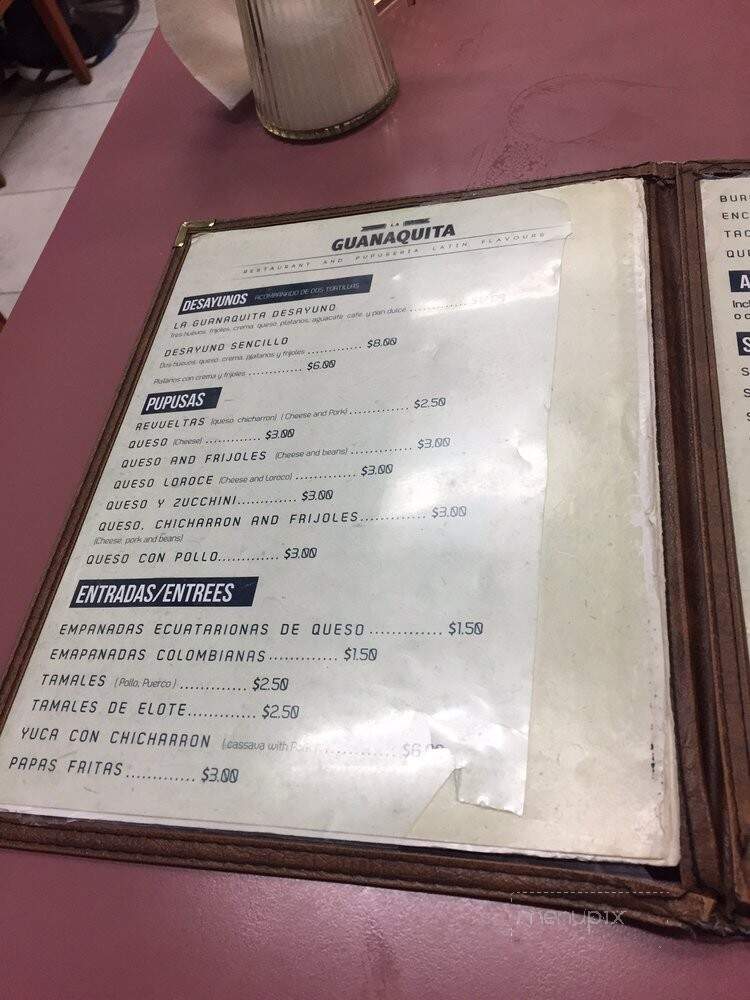 LA
GUANAQUITA
RESTAURANT AND PUPUSERIA LATIN FLAVOURS
DESAYUNOS ACOMPANADO DE DOS TORTILLAS
LA GUANAQUITA DESAYUNO ..............
Tres huevos, frijoles, crema, queso, platanos, aguacate, cafe, y pan dulce
DESAYUNO SENCILLO
Dos huevos, queso, crema, platanos y frijoles ............ $8.00
Platanos con crema y frijoles ............ $6.00
PUPUSAS
REVUELTAS (queso, chicharron) ( Cheese and Pork) ............. $2.50
QUESO (Cheese) ............ $3.00
QUESO AND FRIJOLES (Cheese and beans) ............... $3.00
QUESO LOROCE (Cheese and Loroco) ............. $3.00
QUESO Y ZUCCHINI............. $3.00
QUESO, CHICHARRON AND FRIJOLES.............. $3.00
(Cheese, pork and beans)
QUESO CON POLLO............. $3.00
ENTRADAS/ENTREES
EMPANADAS ECUATARIONAS DE QUESO ............. $1.50
EMAPANADAS COLOMBIANAS............. $1.50
TAMALES ( Pollo, Puerco ) ............. $2.50
TAMALES DE ELOTE............. $2.50
YUCA CON CHICHARRON ( cassava with Pork ) .............. $6.00
PAPAS FRITAS ............. $3.00
BUR
ENC
TAC
QUE
A
Incl
o c
S
S
S
S
menupix